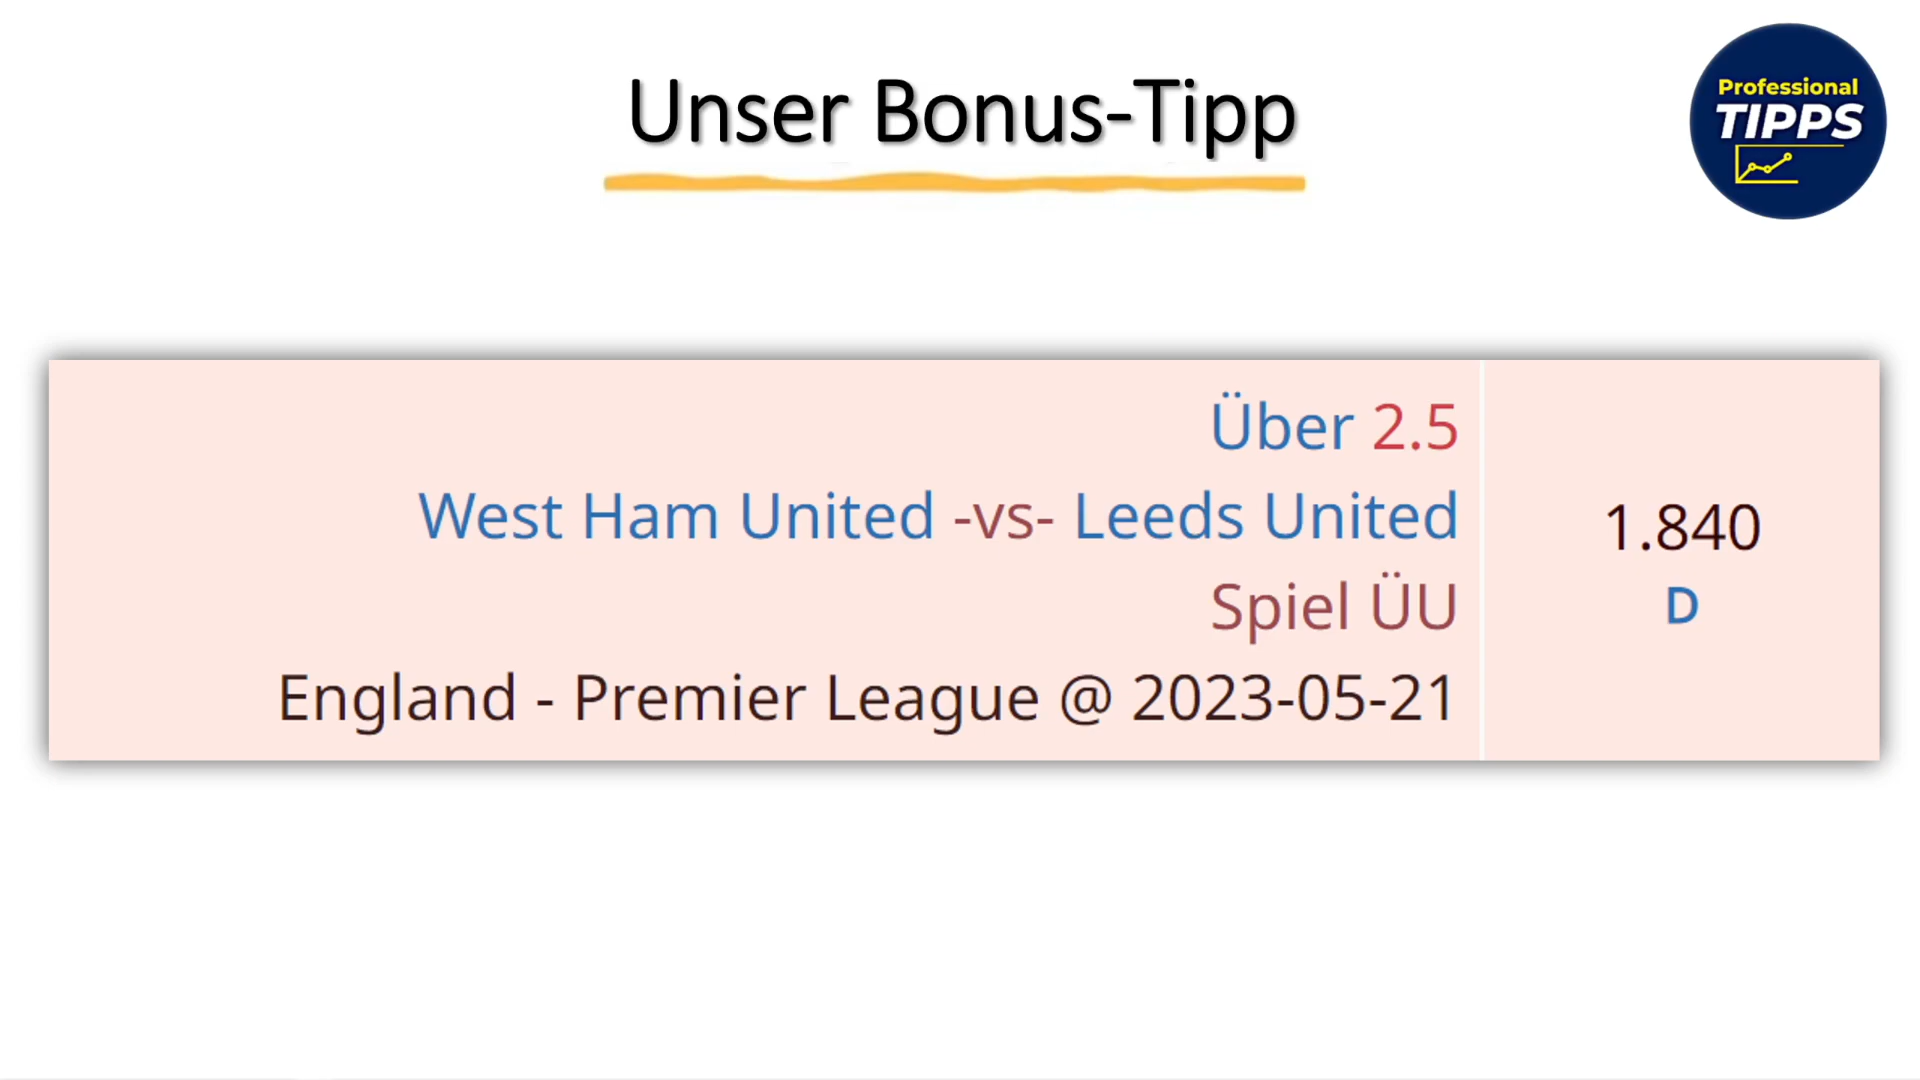 Unser Bonus-Tipp
Professional
TIPPS
Über 2.5
West Ham United -vs- Leeds United
Spiel ÜU
England - Premier League @ 2023-05-21
1.840
D